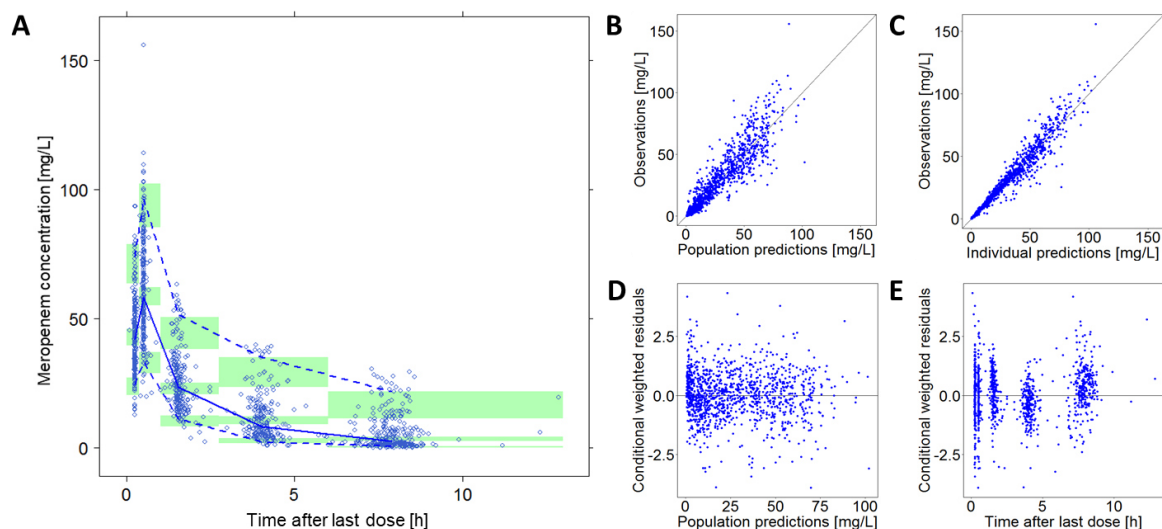 A
150
100
50
0
Meropenem concentration [mg/L]
0
5
10
Time after last dose [h]
B
150
100
50
0
Observations [mg/L]
0
50
100
150
Population predictions [mg/L]
C
150
100
50
0
Observations [mg/L]
0
50
100
150
Individual predictions [mg/L]
D
2.5
0.0
-2.5
Conditional weighted residuals
25
50
75
100
Population predictions [mg/L]
E
2.5
0.0
-2.5
Conditional weighted residuals
0
5
10
Time after last dose [h]